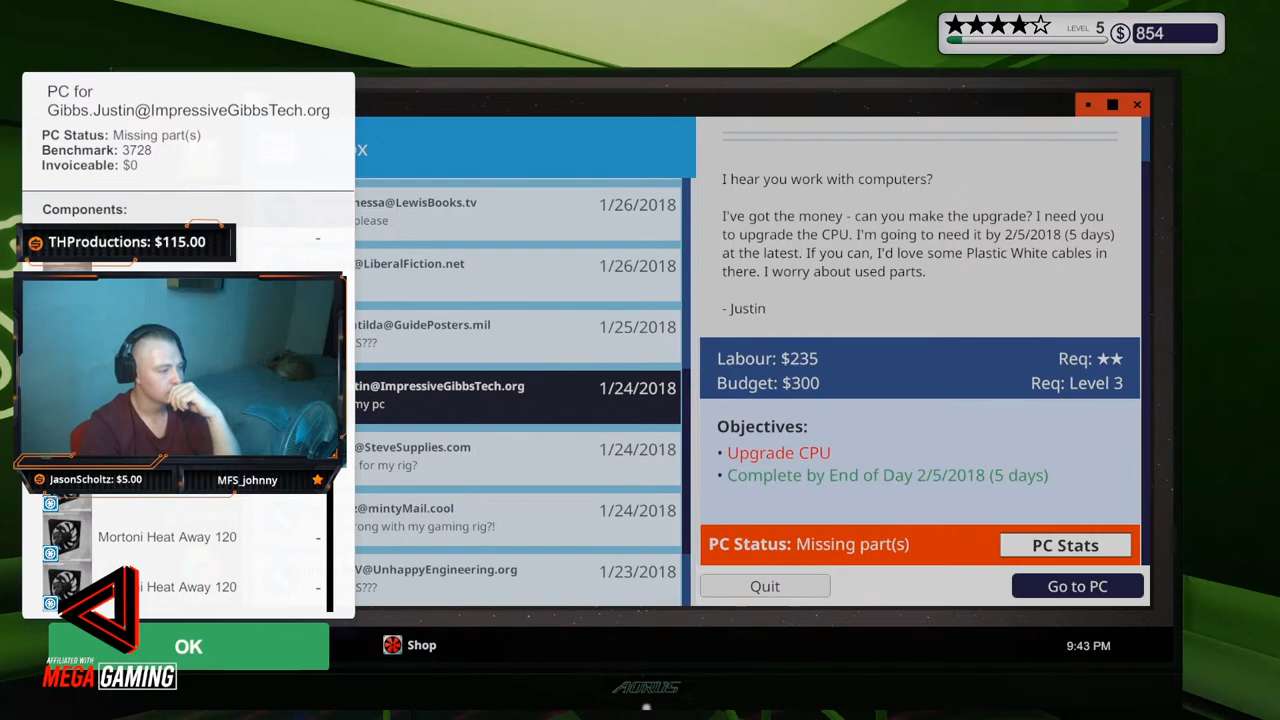 LEVEL 5 $ 854
PC for
Gibbs.Justin@ImpressiveGibbsTech.org
PC Status: Missing part(s)
Benchmark: 3728
Invoiceable: $0
Components:
-
THProductions: $115.00
JasonScholtz: $5.00
MFS_johnny
Mortoni Heat Away 120 -
i Heat Away 120 -
OK
AFFILIATED WITH
MEGA GAMING
x
nessa@LewisBooks.tv 1/26/2018
please
@LiberalFiction.net 1/26/2018
tilda@GuidePosters.mil 1/25/2018
S???
tin@ImpressiveGibbsTech.org 1/24/2018
my pc
@SteveSupplies.com 1/24/2018
for my rig?
z@mintyMail.cool 1/24/2018
rong with my gaming rig?!
V@UnhappyEngineering.org 1/23/2018
S???
I hear you work with computers?
I've got the money - can you make the upgrade? I need you
to upgrade the CPU. I'm going to need it by 2/5/2018 (5 days)
at the latest. If you can, I'd love some Plastic White cables in
there. I worry about used parts.
- Justin
Labour: $235 Req: ★★
Budget: $300 Req: Level 3
Objectives:
• Upgrade CPU
• Complete by End of Day 2/5/2018 (5 days)
PC Status: Missing part(s) PC Stats
Quit Go to PC
Shop 9:43 PM
AORUS